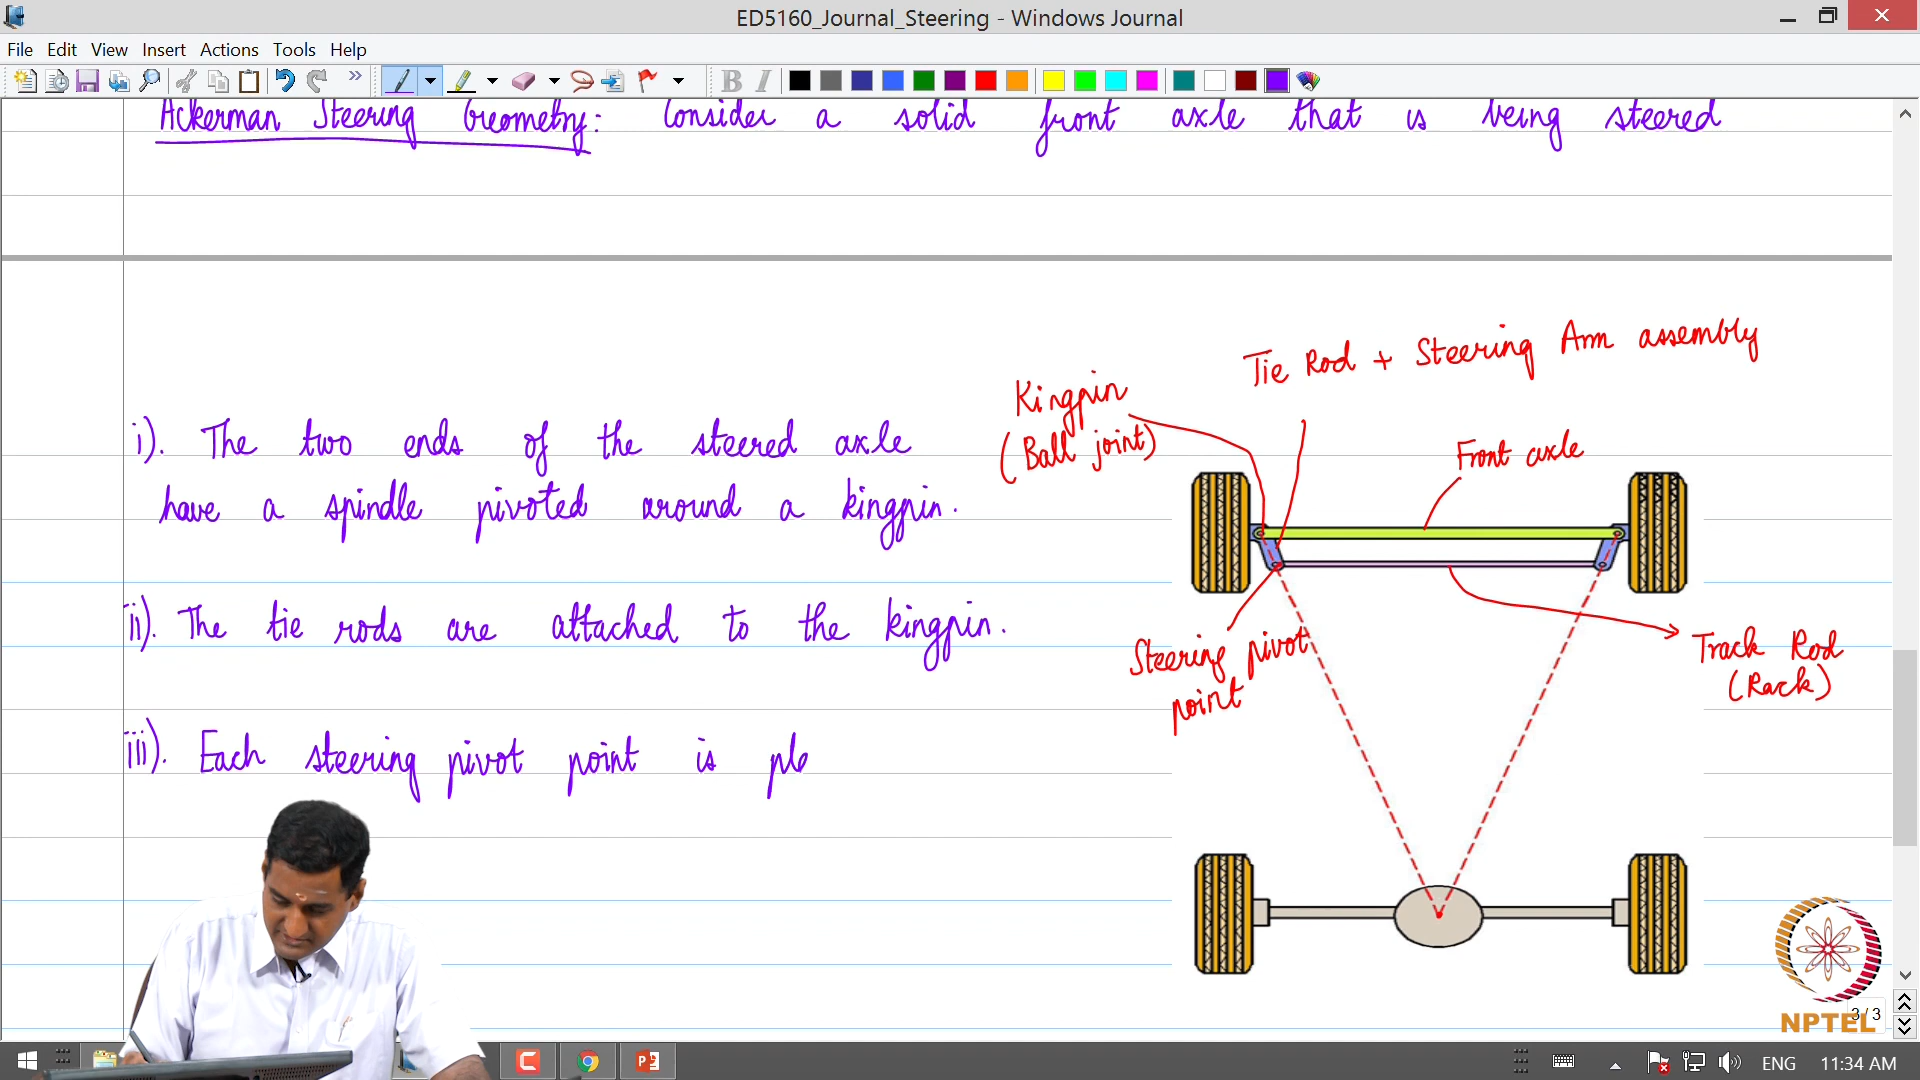 ED5160_Journal_Steering - Windows Journal
File Edit View Insert Actions Tools Help
B I
Ackerman Steering Geometry: Consider a solid front axle that is being steered
Tie Rod + Steering Arm assembly
Kingpin
(Ball joint)
Front axle
i). The two ends of the steered axle
have a spindle pivoted around a kingpin.
ii). The tie rods are attached to the kingpin.
Steering pivot
point
Track Rod
(Rack)
iii). Each steering pivot point is pla
NPTEL
3 / 3
ENG 11:34 AM